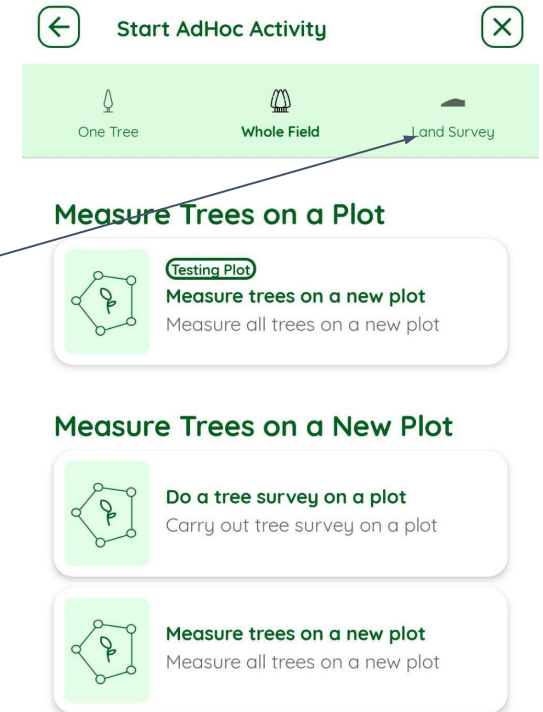 Start AdHoc Activity
One Tree
Whole Field
Land Survey
Measure Trees on a Plot
Testing Plot
Measure trees on a new plot
Measure all trees on a new plot
Measure Trees on a New Plot
Do a tree survey on a plot
Carry out tree survey on a plot
Measure trees on a new plot
Measure all trees on a new plot